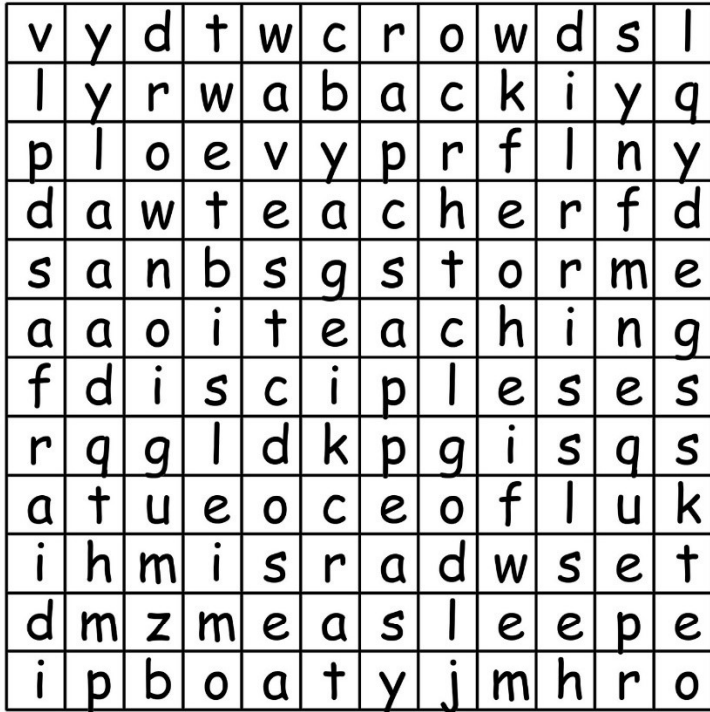 v y d t w c r o w d s l
l y r w a b a c k i y q
p l o e v y p r f l n y
d a w t e a c h e r f d
s a n b s g s t o r m e
a a o i t e a c h i n g
f d i s c i p l e s e s
r q g l d k p g i s q s
a t u e o c e o f l u k
i h m i s r a d w s e t
d m z m e a s l e e p e
i p b o a t y j m h r o